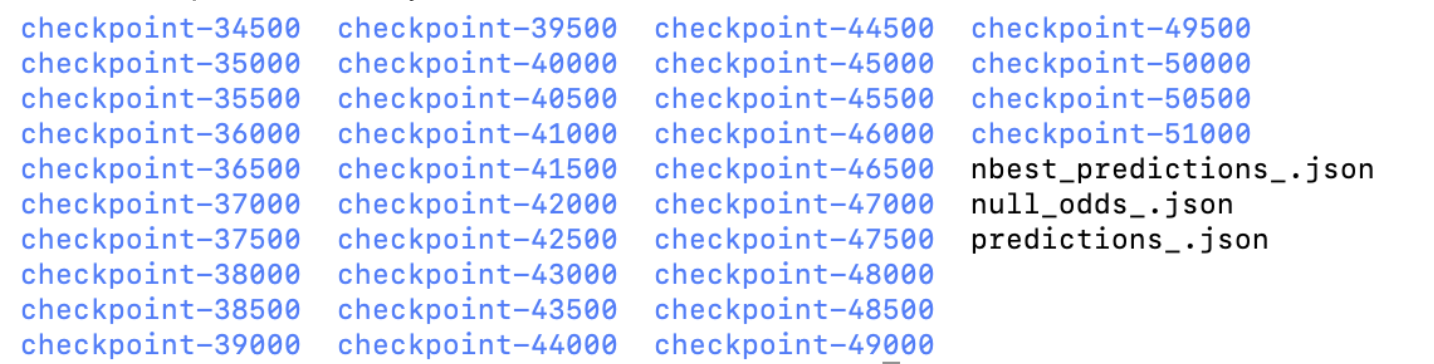 checkpoint-34500 checkpoint-39500 checkpoint-44500 checkpoint-49500
checkpoint-35000 checkpoint-40000 checkpoint-45000 checkpoint-50000
checkpoint-35500 checkpoint-40500 checkpoint-45500 checkpoint-50500
checkpoint-36000 checkpoint-41000 checkpoint-46000 checkpoint-51000
checkpoint-36500 checkpoint-41500 checkpoint-46500 nbest_predictions_.json
checkpoint-37000 checkpoint-42000 checkpoint-47000 null_odds_.json
checkpoint-37500 checkpoint-42500 checkpoint-47500 predictions_.json
checkpoint-38000 checkpoint-43000 checkpoint-48000
checkpoint-38500 checkpoint-43500 checkpoint-48500
checkpoint-39000 checkpoint-44000 checkpoint-49000